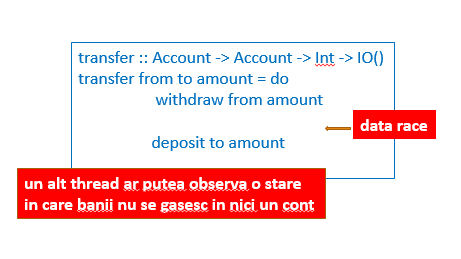 transfer :: Account -> Account -> Int -> IO()
transfer from to amount = do
withdraw from amount
data race
deposit to amount
un alt thread ar putea observa o stare
in care banii nu se gasesc in nici un cont